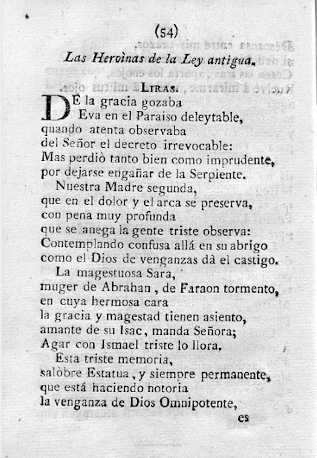 (54)
Las Heroìnas de la Ley antigua.
LIRAS.
DE la gracia gozaba
Eva en el Paraiso deleytable,
quando atenta observaba
del Señor el decreto irrevocable:
Mas perdiò tanto bien como imprudente,
por dejarse engañar de la Serpiente.
Nuestra Madre segunda,
que en el dolor y el arca se preserva,
con pena muy profunda
que se anega la gente triste observa:
Contemplando confusa allá en su abrigo
como el Dios de venganzas dà el castigo.
La magestuosa Sara,
muger de Abrahan , de Faraon tormento,
en cuya hermosa cara
la gracia y magestad tienen asiento,
amante de su Isac, manda Señora;
Agar con Ismael triste lo llora.
Esta triste memoria,
salòbre Estatua , y siempre permanente,
que está haciendo notoria
la venganza de Dios Omnipotente,
es